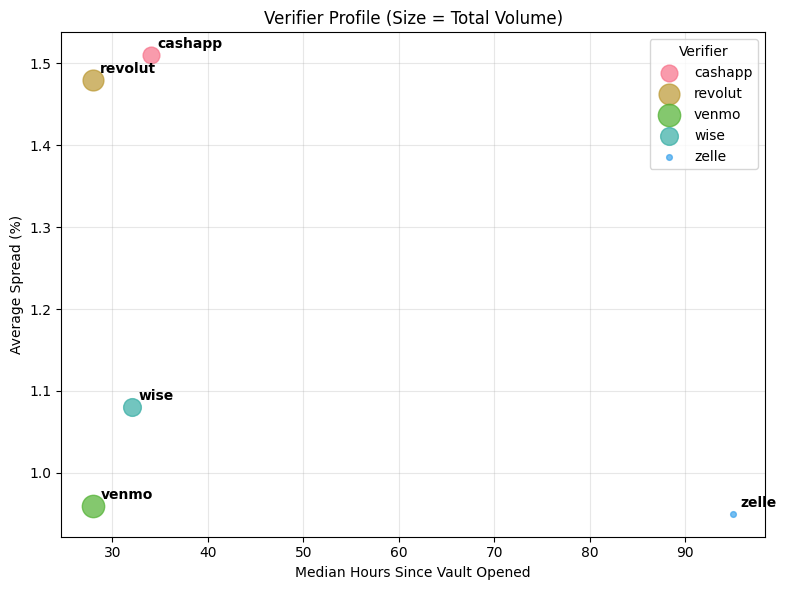 Verifier Profile (Size = Total Volume)
Average Spread (%)
1.5
1.4
1.3
1.2
1.1
1.0
cashapp
revolut
wise
venmo
zelle
Verifier
cashapp
revolut
venmo
wise
zelle
30 40 50 60 70 80 90
Median Hours Since Vault Opened